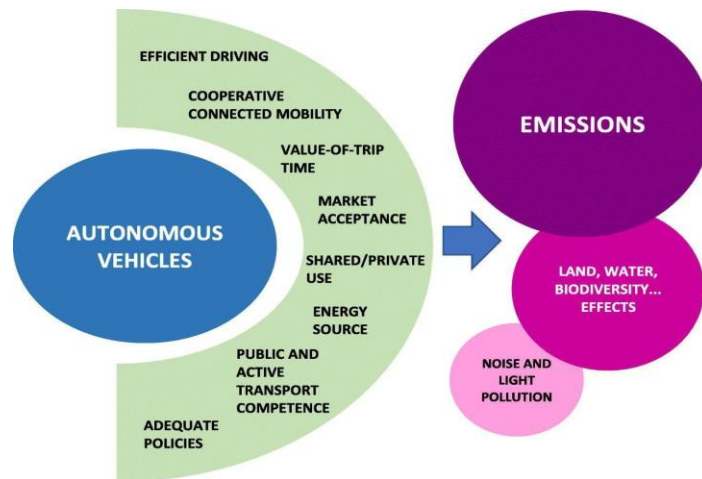 EFFICIENT DRIVING
COOPERATIVE
CONNECTED MOBILITY
VALUE-OF-TRIP
TIME
MARKET
ACCEPTANCE
SHARED/PRIVATE
USE
ENERGY
SOURCE
PUBLIC AND
ACTIVE
TRANSPORT
COMPETENCE
ADEQUATE
POLICIES
AUTONOMOUS
VEHICLES
EMISSIONS
LAND, WATER,
BIODIVERSITY...
EFFECTS
NOISE AND
LIGHT
POLLUTION